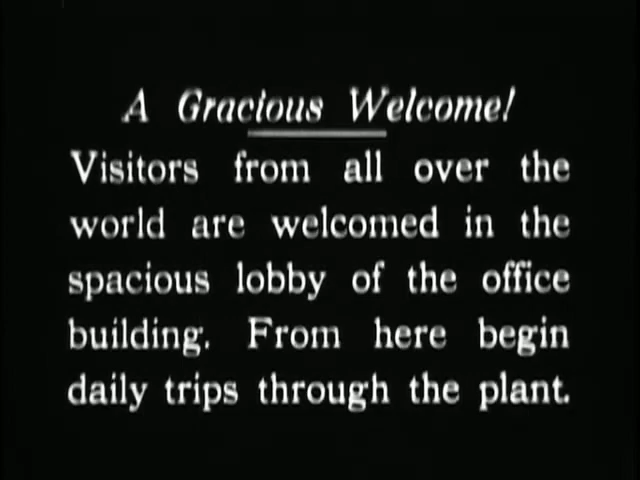 A Gracious Welcome!
Visitors from all over the
world are welcomed in the
spacious lobby of the office
building. From here begin
daily trips through the plant.